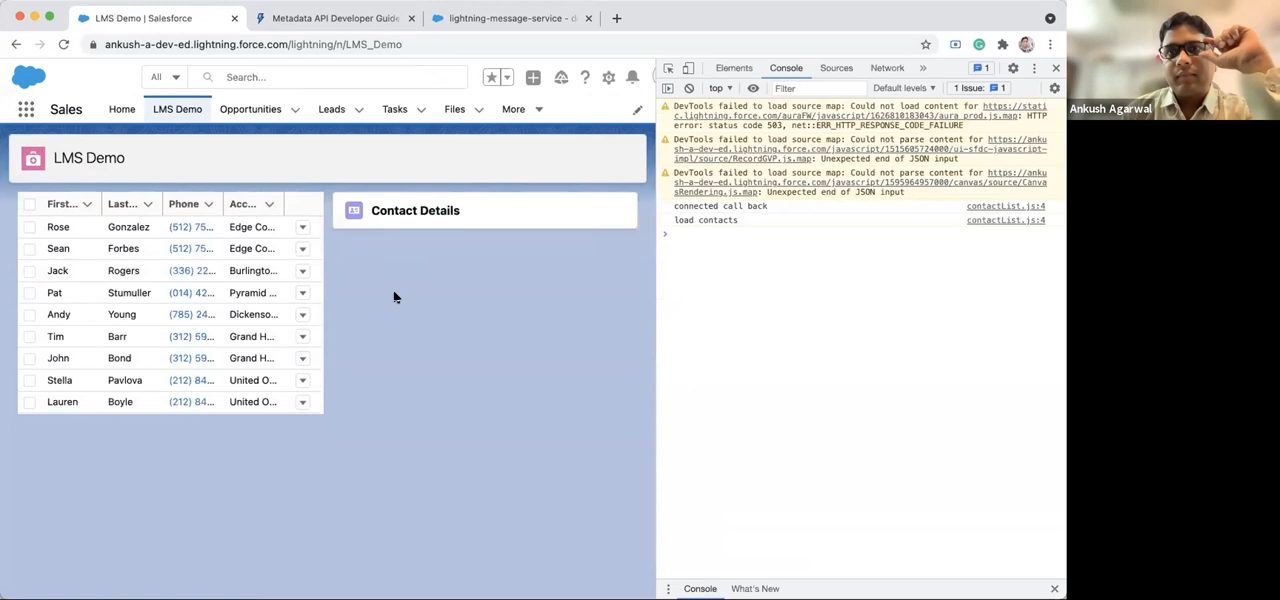 LMS Demo | Salesforce
Metadata API Developer Guide
lightning-message-service - d
ankush-a-dev-ed.lightning.force.com/lightning/n/LMS_Demo
All
Search...
Sales
Home
LMS Demo
Opportunities
Leads
Tasks
Files
More
LMS Demo
First... Last... Phone Acc...
Rose Gonzalez (512) 75... Edge Co...
Sean Forbes (512) 75... Edge Co...
Jack Rogers (336) 22... Burlingto...
Pat Stumuller (014) 42... Pyramid ...
Andy Young (785) 24... Dickenso...
Tim Barr (312) 59... Grand H...
John Bond (312) 59... Grand H...
Stella Pavlova (212) 84... United O...
Lauren Boyle (212) 84... United O...
Contact Details
Elements Console Sources Network » 1
top Filter Default levels 1 Issue: 1
DevTools failed to load source map: Could not load content for https://stati
c.lightning.force.com/auraFW/javascript/1626810183043/aura_prod.js.map: HTTP
error: status code 503, net::ERR_HTTP_RESPONSE_CODE_FAILURE
DevTools failed to load source map: Could not parse content for https://anku
sh-a-dev-ed.lightning.force.com/javascript/1515605724000/ui-sfdc-javascript-
impl/source/RecordGVP.js.map: Unexpected end of JSON input
DevTools failed to load source map: Could not parse content for https://anku
sh-a-dev-ed.lightning.force.com/javascript/1595964957000/canvas/source/Canva
sRendering.js.map: Unexpected end of JSON input
connected call back contactList.js:4
load contacts contactList.js:4
Console What's New
Ankush Agarwal